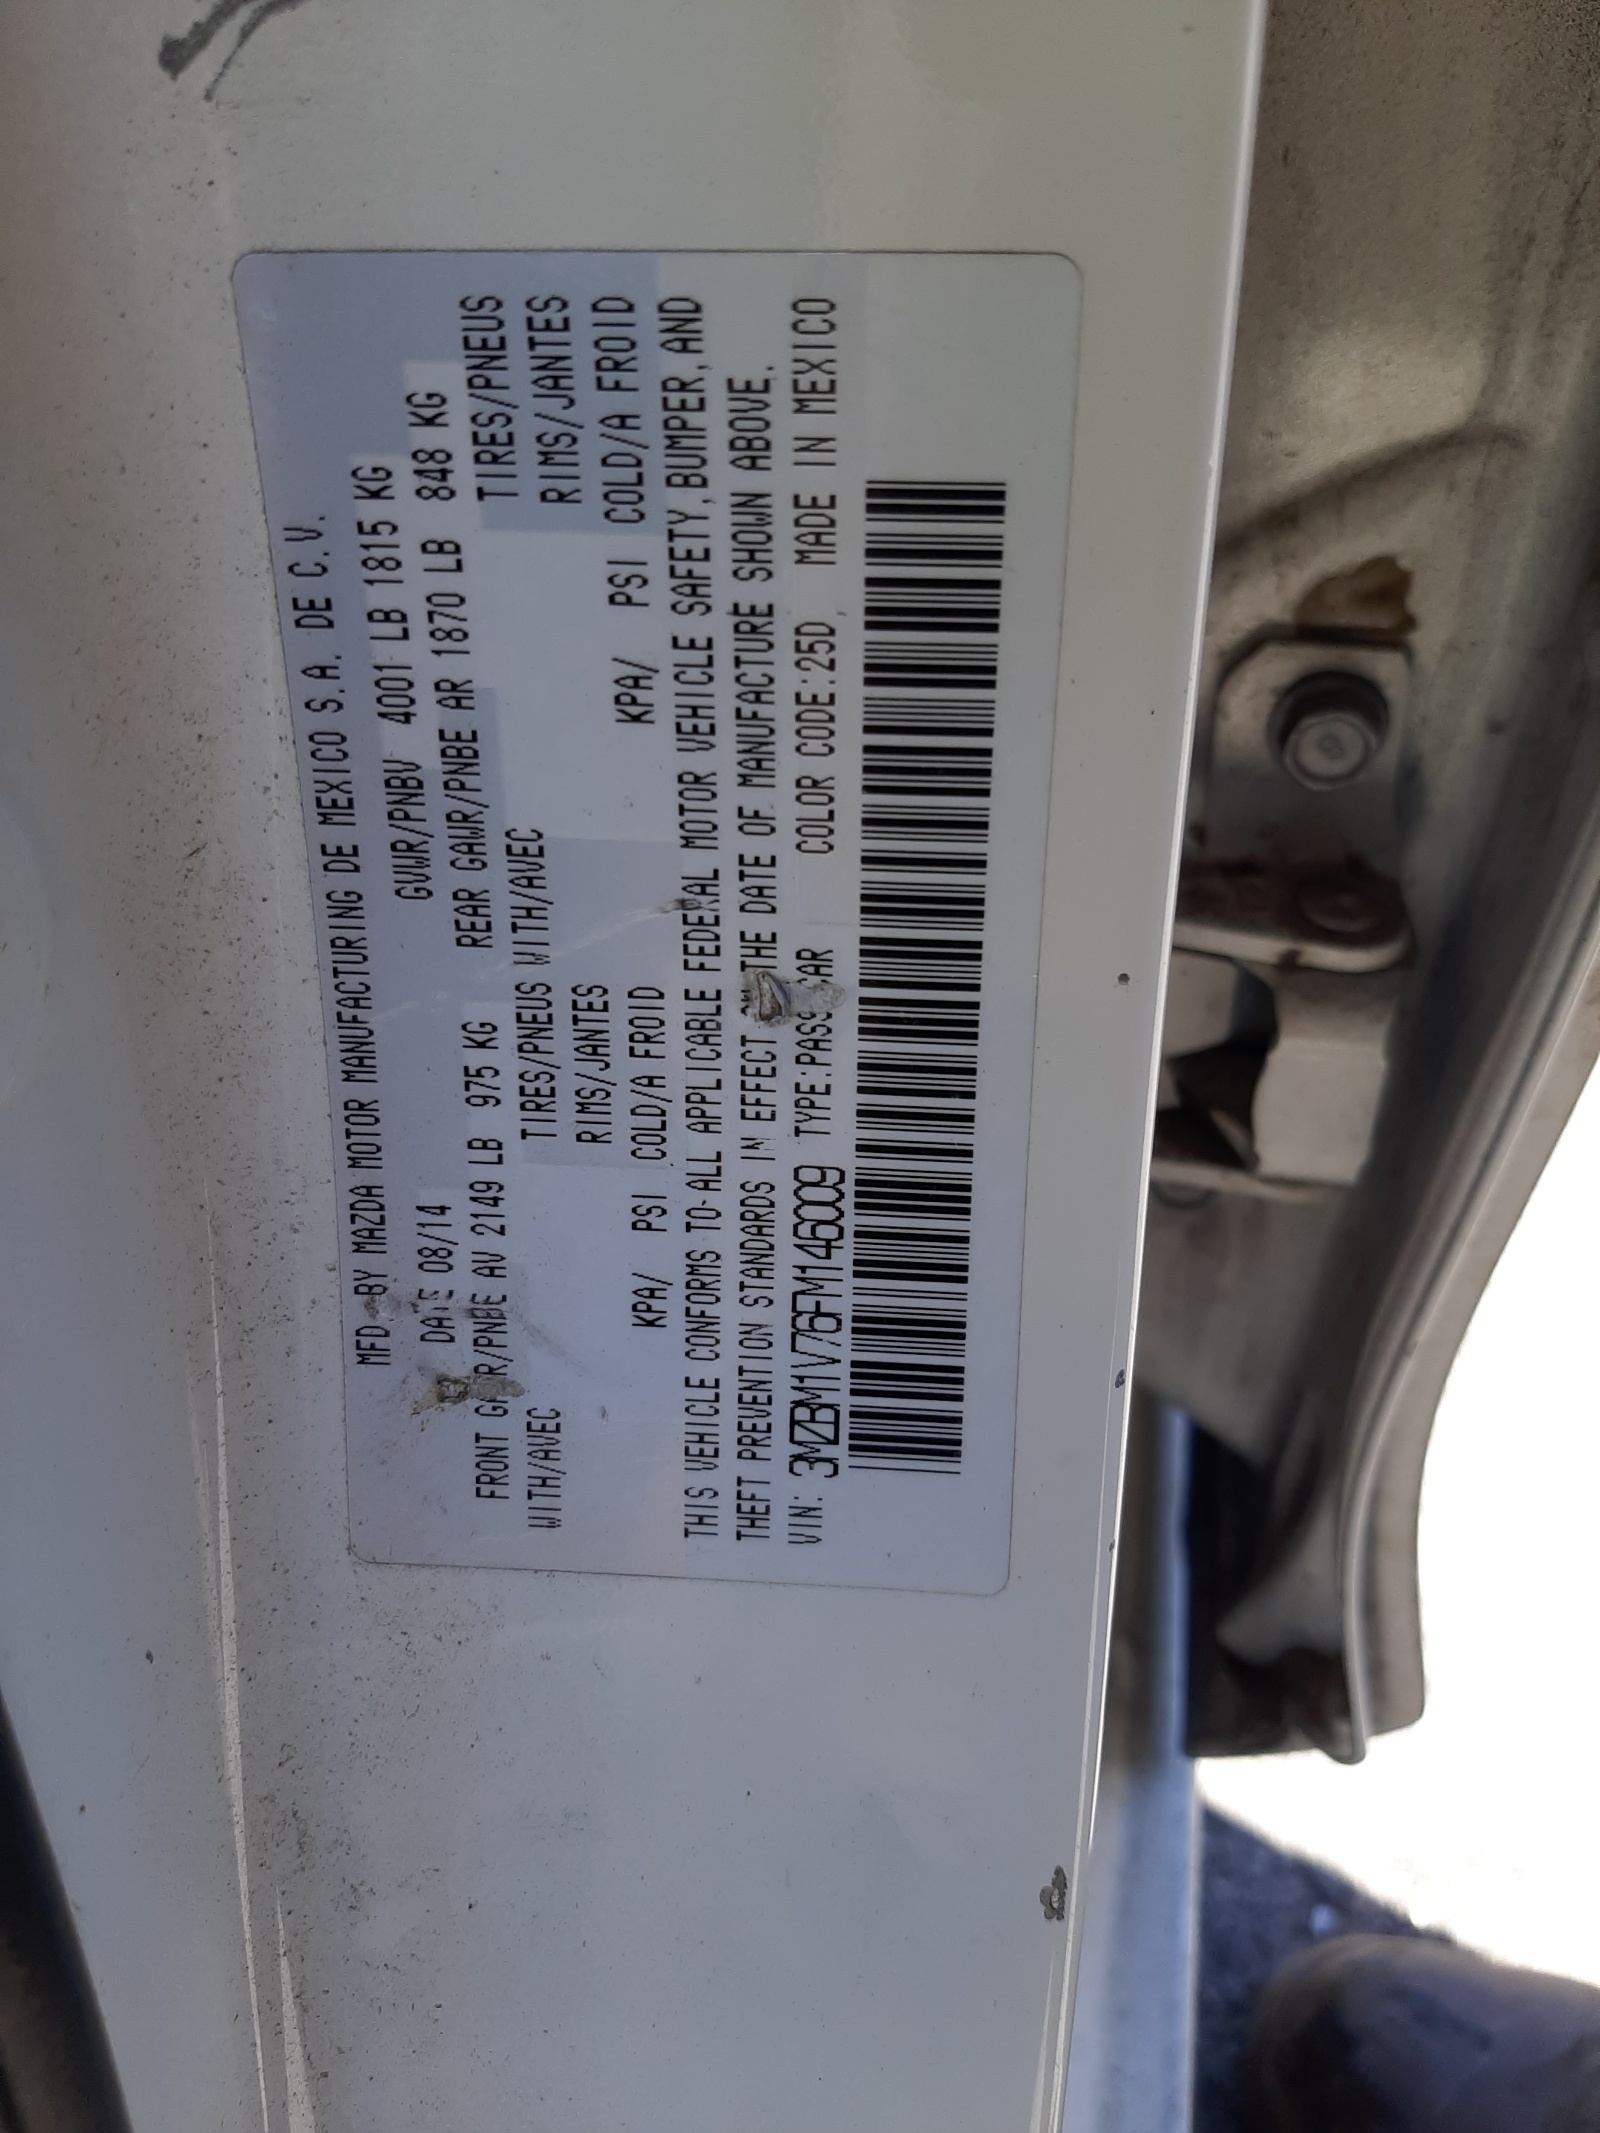 MFD BY MAZDA MOTOR MANUFACTURING DE MEXICO S.A. DE C.V.
DATE 08/14 GVWR/PNBV 4001 LB 1815 KG
FRONT GAWR/PNBE AV 2149 LB 975 KG REAR GAWR/PNBE AR 1870 LB 848 KG
WITH/AVEC TIRES/PNEUS WITH/AVEC TIRES/PNEUS
RIMS/JANTES RIMS/JANTES
KPA/ PSI COLD/A FROID KPA/ PSI COLD/A FROID
THIS VEHICLE CONFORMS TO ALL APPLICABLE FEDERAL MOTOR VEHICLE SAFETY,BUMPER,AND
THEFT PREVENTION STANDARDS IN EFFECT ON THE DATE OF MANUFACTURE SHOWN ABOVE.
VIN: 3MZBM1V76FM146009 TYPE:PASS CAR COLOR CODE:25D, MADE IN MEXICO